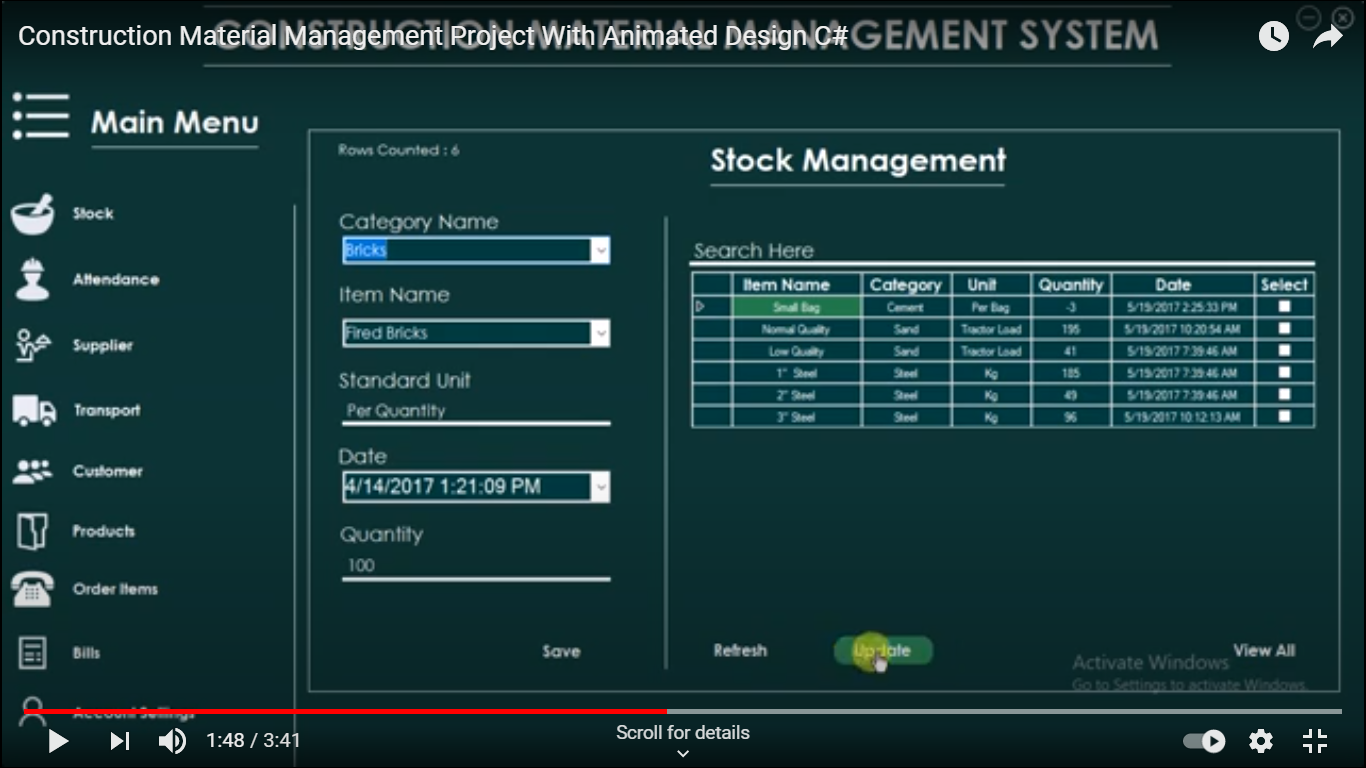 CONSTRUCTION MATERIAL MANAGEMENT SYSTEM
Construction Material Management Project With Animated Design C#
Main Menu
Stock
Attendance
Supplier
Transport
Customer
Products
Order Items
Bills
Account Settings
Rows Counted : 6
Stock Management
Category Name
Bricks
Item Name
Fired Bricks
Standard Unit
Per Quantity
Date
4/14/2017 1:21:09 PM
Quantity
100
Save
Search Here
Item Name Category Unit Quantity Date Select
Small Bag Cement Per Bag -3 5/19/2017 2:25:33 PM
Normal Quality Sand Tractor Load 195 5/19/2017 10:20:54 AM
Low Quality Sand Tractor Load 41 5/19/2017 7:39:46 AM
1" Steel Steel Kg 185 5/19/2017 7:39:46 AM
2" Steel Steel Kg 49 5/19/2017 7:39:46 AM
3" Steel Steel Kg 96 5/19/2017 10:12:13 AM
Refresh Update View All
Activate Windows
Go to Settings to activate Windows.
1:48 / 3:41
Scroll for details